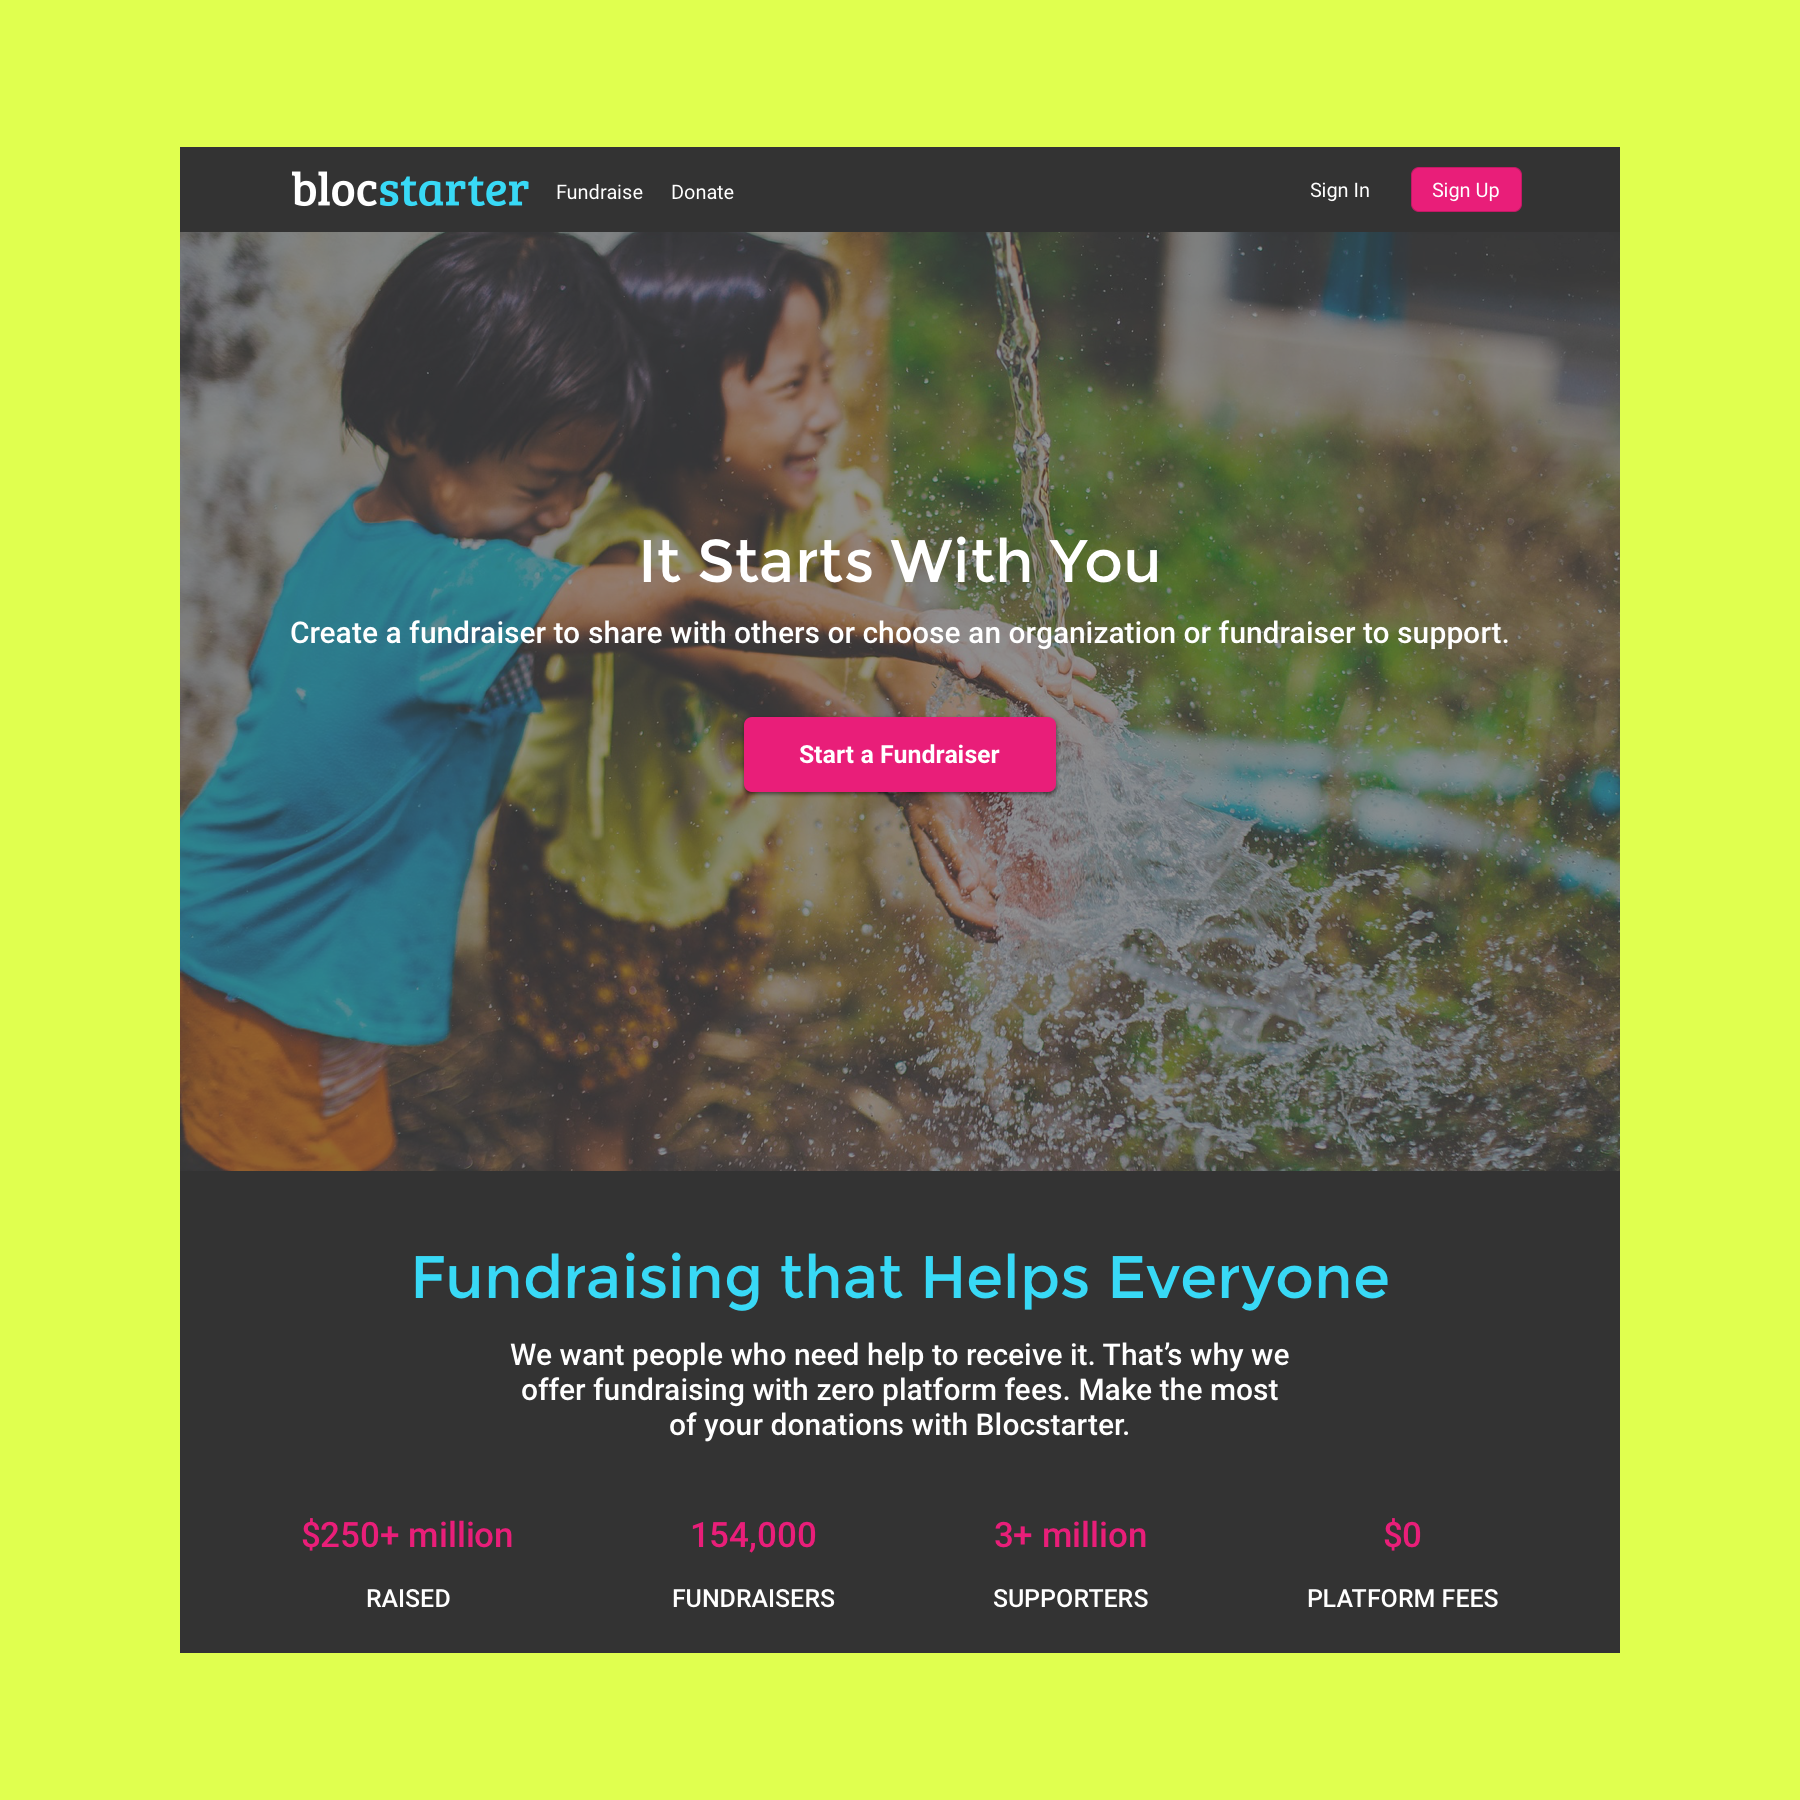 blocstarter Fundraise Donate Sign In Sign Up
It Starts With You
Create a fundraiser to share with others or choose an organization or fundraiser to support.
Start a Fundraiser
Fundraising that Helps Everyone
We want people who need help to receive it. That’s why we
offer fundraising with zero platform fees. Make the most
of your donations with Blocstarter.
$250+ million 154,000 3+ million $0
RAISED FUNDRAISERS SUPPORTERS PLATFORM FEES